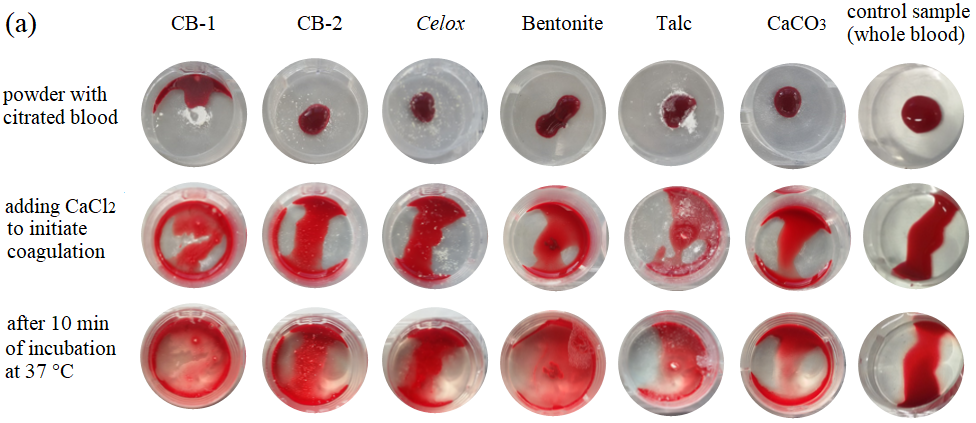 (a)
CB-1 CB-2 Celox Bentonite Talc CaCO3 control sample
(whole blood)
powder with
citrated blood
adding CaCl2
to initiate
coagulation
after 10 min
of incubation
at 37 °C